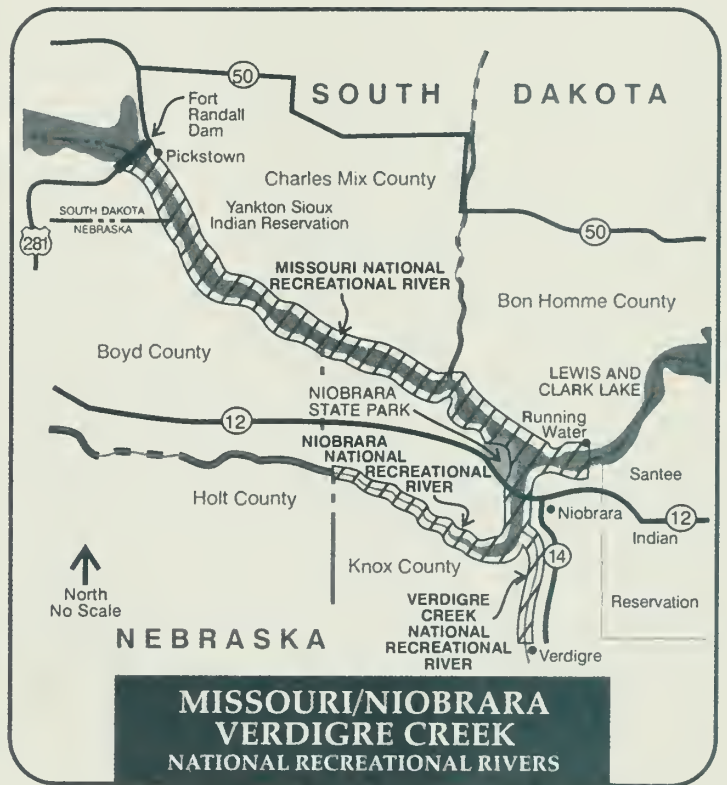 50
SOUTH DAKOTA
Fort
Randall
Dam
Pickstown
Charles Mix County
SOUTH DAKOTA
NEBRASKA
Yankton Sioux
Indian Reservation
281
50
MISSOURI NATIONAL
RECREATIONAL RIVER
Bon Homme County
Boyd County
LEWIS AND
CLARK LAKE
NIOBRARA
STATE PARK
Running
Water
12
NIOBRARA
NATIONAL
RECREATIONAL
RIVER
Santee
Holt County
Niobrara
12
Indian
Knox County
14
North
No Scale
Reservation
VERDIGRE
CREEK
NATIONAL
RECREATIONAL
RIVER
NEBRASKA
Verdigre
MISSOURI/NIOBRARA
VERDIGRE CREEK
NATIONAL RECREATIONAL RIVERS